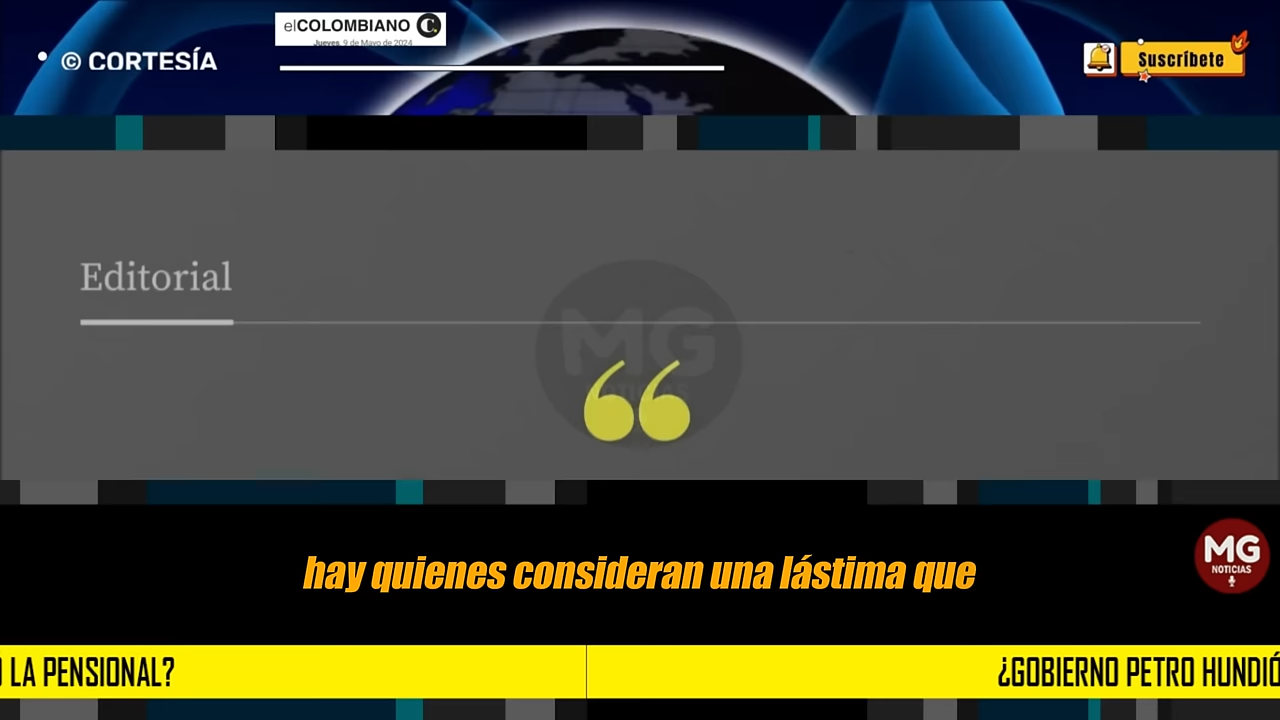 elCOLOMBIANO C
Jueves, 9 de Mayo de 2024
© CORTESÍA
Suscríbete
Editorial
MG
NOTICIAS
“
hay quienes consideran una lástima que
MG
NOTICIAS
LA PENSIONAL?
¿GOBIERNO PETRO HUNDIÓ